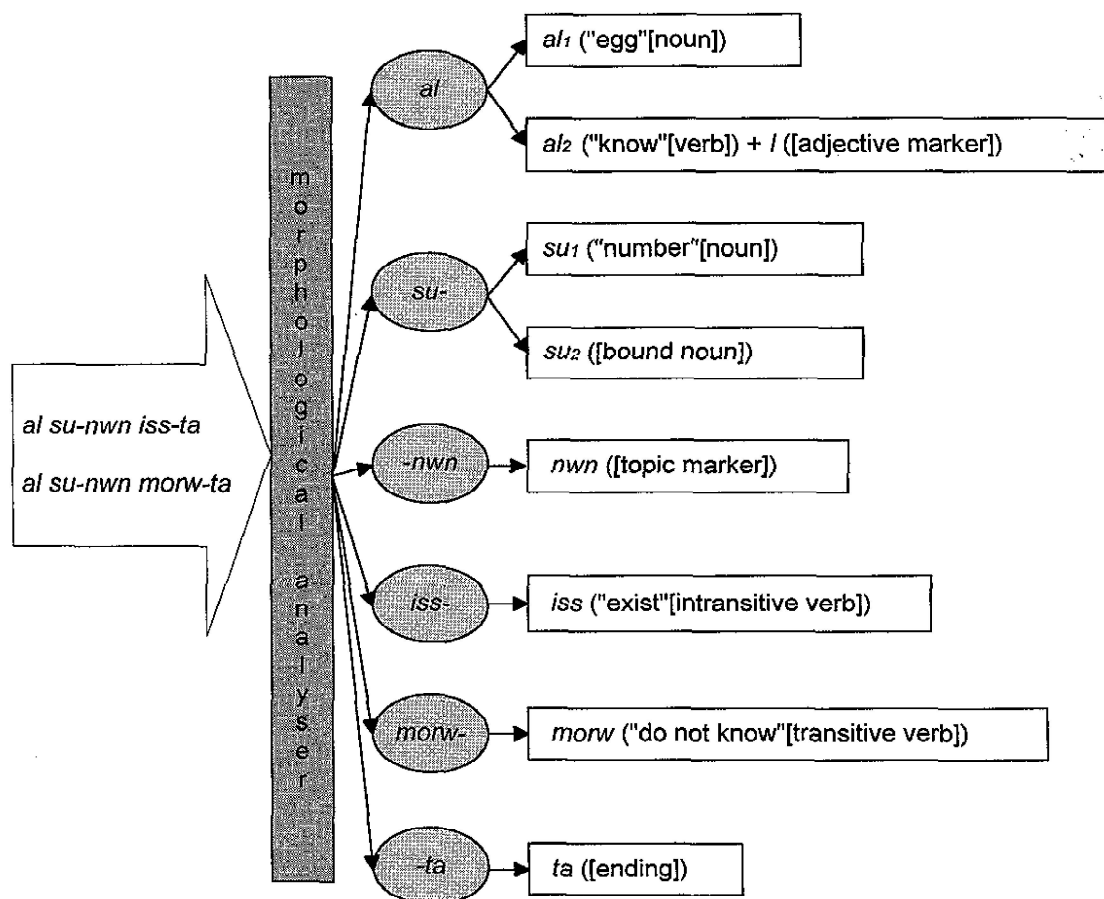 al su-nwn iss-ta
al su-nwn morw-ta
morphological analyser
al
al₁ ("egg"[noun])
al₂ ("know"[verb]) + l ([adjective marker])
su-
su₁ ("number"[noun])
su₂ ([bound noun])
-nwn
nwn ([topic marker])
iss-
iss ("exist"[intransitive verb])
morw-
morw ("do not know"[transitive verb])
-ta
ta ([ending])